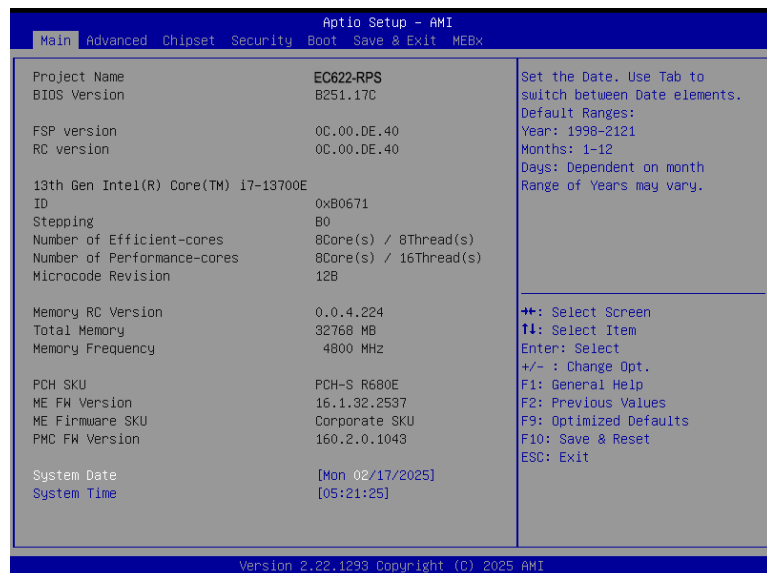 Aptio Setup – AMI
Main Advanced Chipset Security Boot Save & Exit MEBx
Project Name EC622-RPS
BIOS Version B251.17C
FSP version 0C.00.DE.40
RC version 0C.00.DE.40
13th Gen Intel(R) Core(TM) i7-13700E
ID 0xB0671
Stepping B0
Number of Efficient-cores 8Core(s) / 8Thread(s)
Number of Performance-cores 8Core(s) / 16Thread(s)
Microcode Revision 12B
Memory RC Version 0.0.4.224
Total Memory 32768 MB
Memory Frequency 4800 MHz
PCH SKU PCH-S R680E
ME FW Version 16.1.32.2537
ME Firmware SKU Corporate SKU
PMC FW Version 160.2.0.1043
System Date [Mon 02/17/2025]
System Time [05:21:25]
Set the Date. Use Tab to
switch between Date elements.
Default Ranges:
Year: 1998-2121
Months: 1-12
Days: Dependent on month
Range of Years may vary.
→←: Select Screen
↑↓: Select Item
Enter: Select
+/- : Change Opt.
F1: General Help
F2: Previous Values
F9: Optimized Defaults
F10: Save & Reset
ESC: Exit
Version 2.22.1293 Copyright (C) 2025 AMI